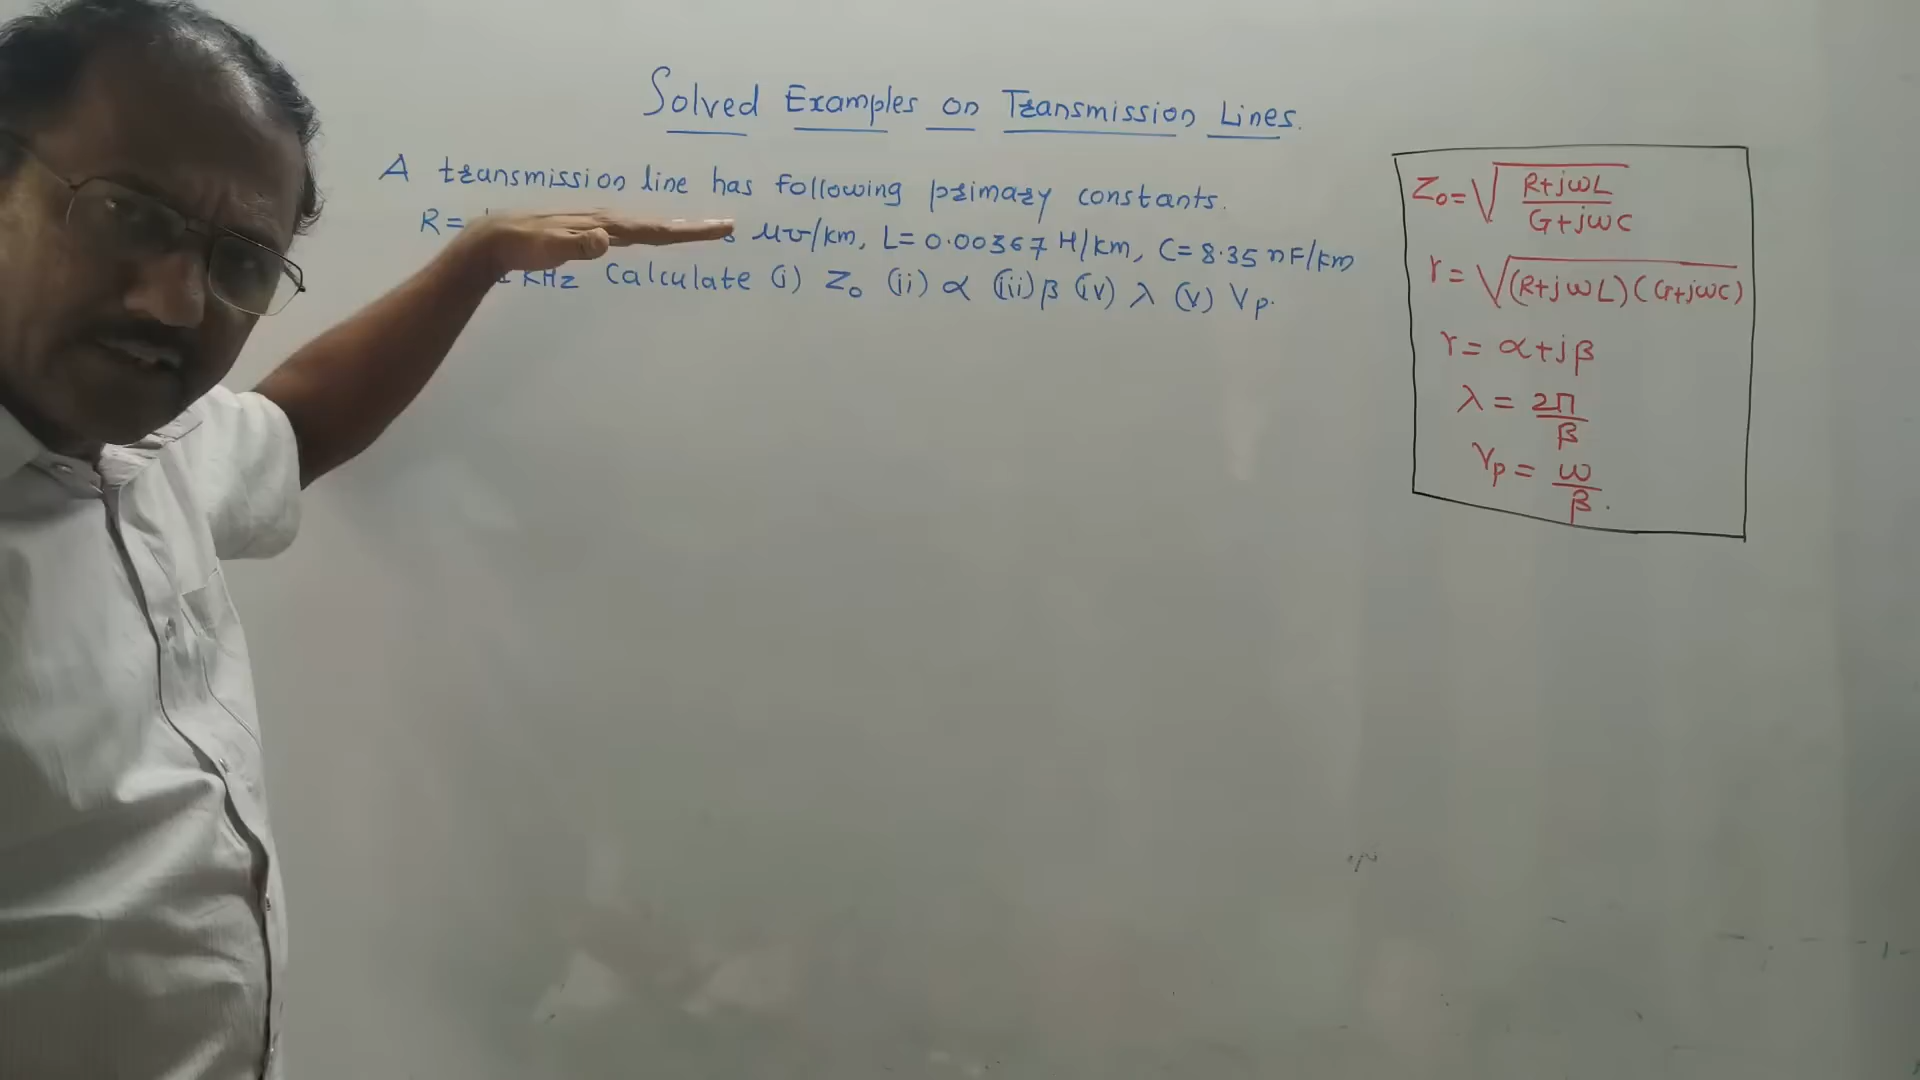 Solved Examples on Transmission Lines.
A transmission line has following primary constants.
R= μ℧/km, L= 0.00367 H/km, C= 8.35 nF/km
KHz Calculate (i) Z₀ (ii) α (iii) β (iv) λ (v) Vp.
Z₀ = √((R+jωL)/(G+jωC))
γ = √((R+jωL)(G+jωC))
γ = α+jβ
λ = 2π/β
Vp = ω/β.